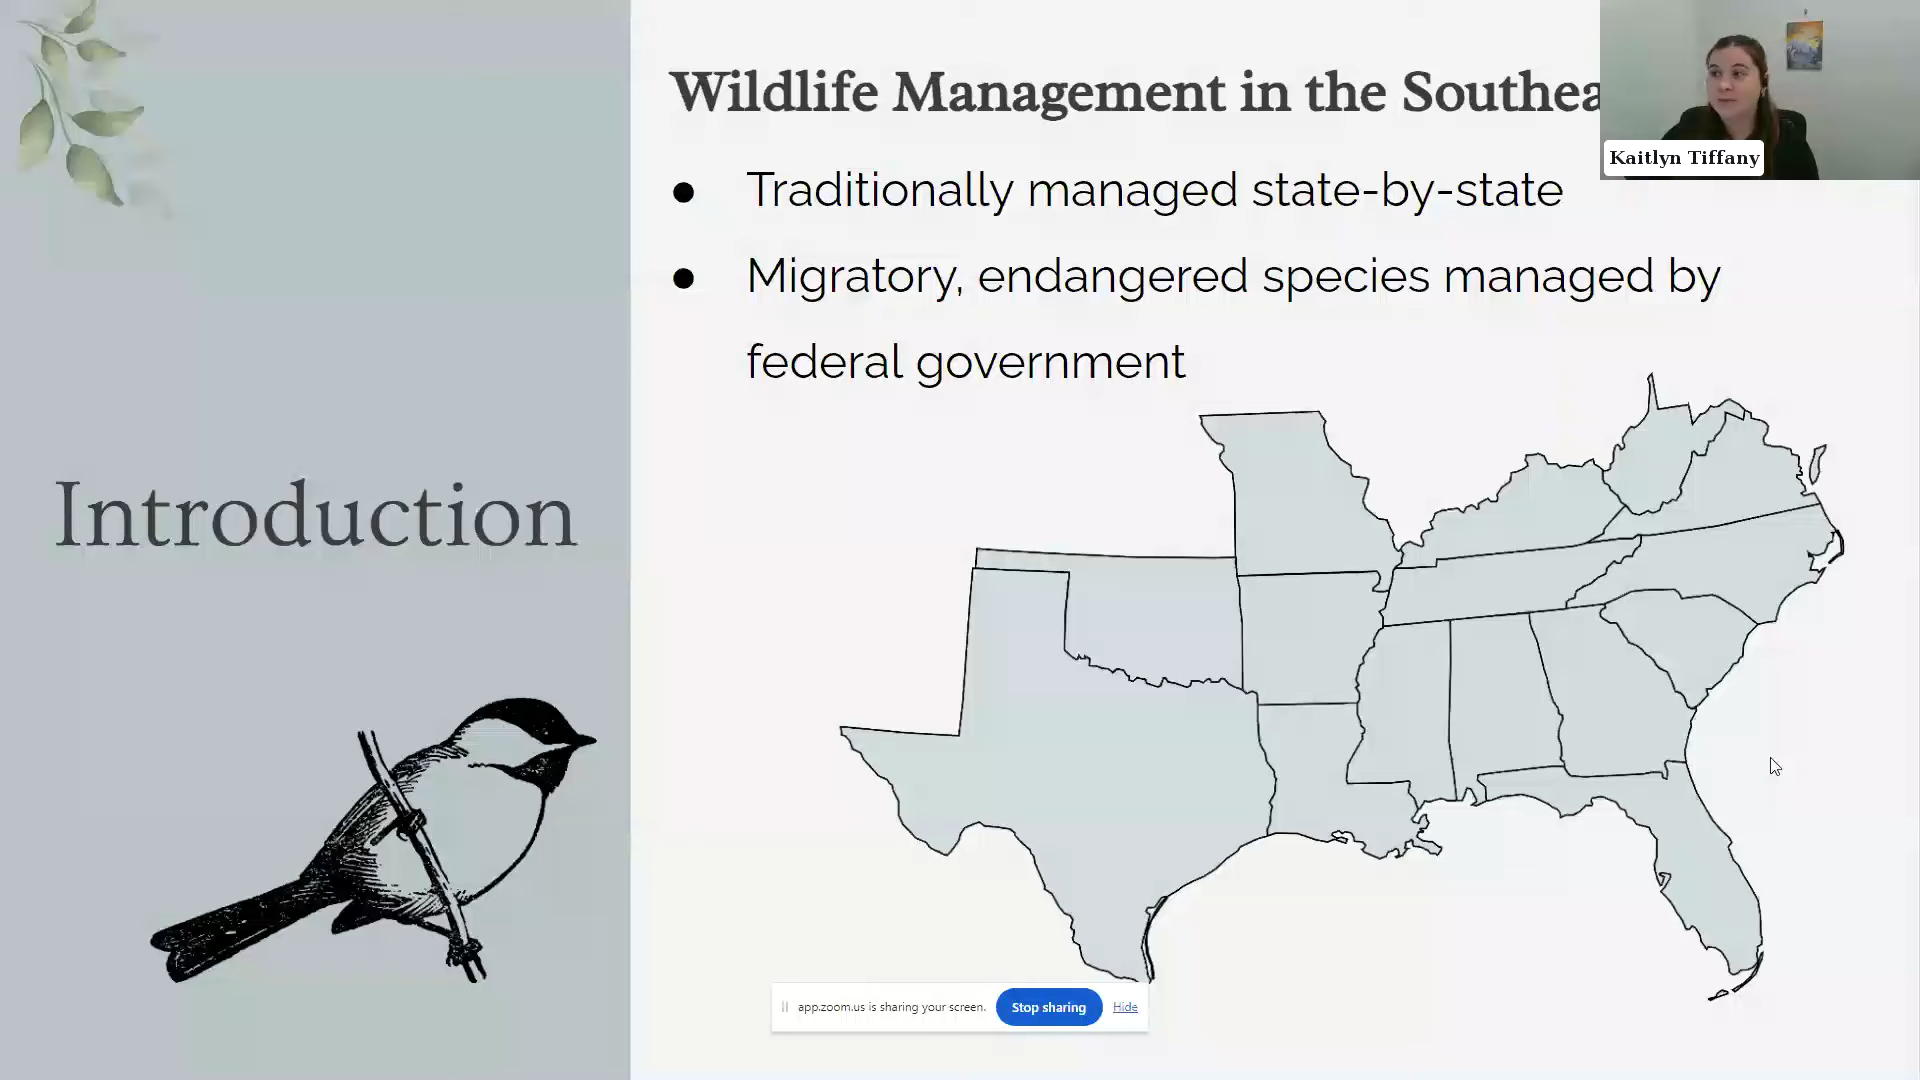 Wildlife Management in the Southea
Kaitlyn Tiffany
● Traditionally managed state-by-state
● Migratory, endangered species managed by
federal government
Introduction
app.zoom.us is sharing your screen. Stop sharing Hide